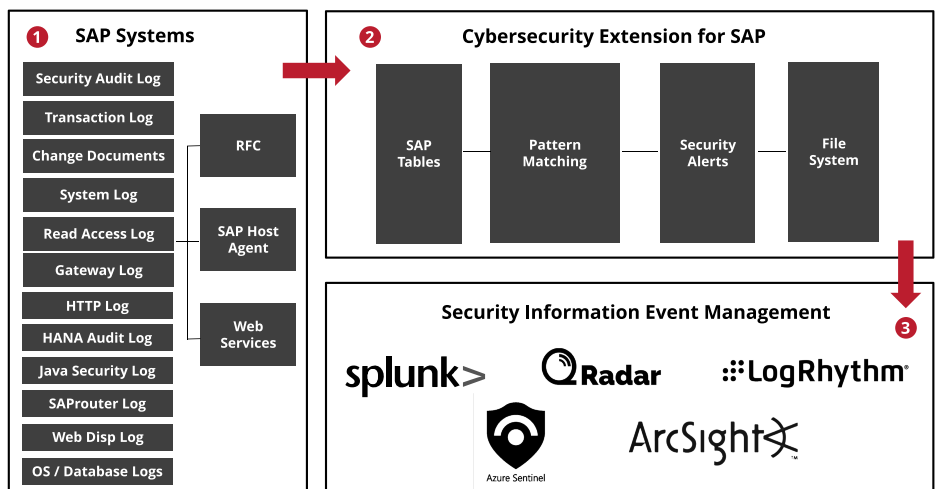 1 SAP Systems
Security Audit Log
Transaction Log
Change Documents
System Log
Read Access Log
Gateway Log
HTTP Log
HANA Audit Log
Java Security Log
SAProuter Log
Web Disp Log
OS / Database Logs
RFC
SAP Host
Agent
Web
Services
2 Cybersecurity Extension for SAP
SAP
Tables
Pattern
Matching
Security
Alerts
File
System
3
Security Information Event Management
splunk>
QRadar
LogRhythm®
Azure Sentinel
ArcSight™